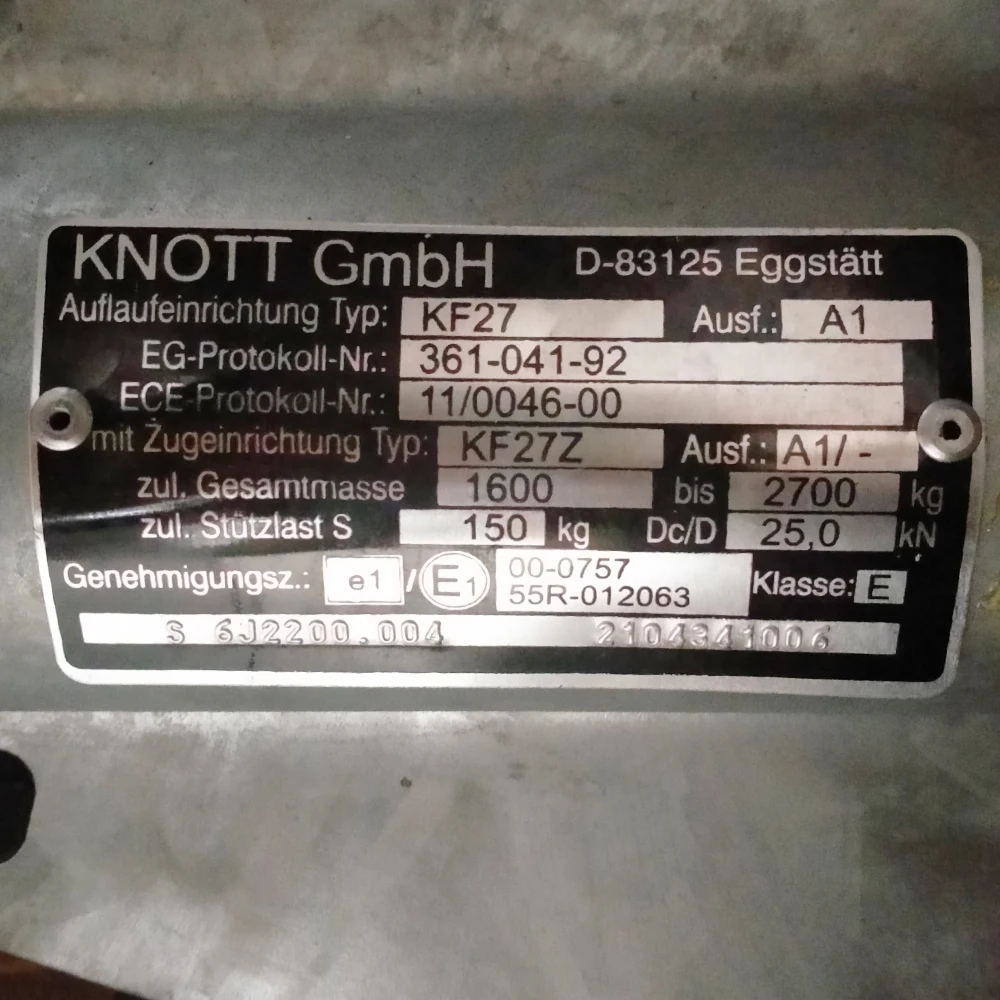 KNOTT GmbH D-83125 Eggstätt
Auflaufeinrichtung Typ: KF27 Ausf.: A1
EG-Protokoll-Nr.: 361-041-92
ECE-Protokoll-Nr.: 11/0046-00
mit Zugeinrichtung Typ: KF27Z Ausf.: A1/ -
zul. Gesamtmasse 1600 bis 2700 kg
zul. Stützlast S 150 kg Dc/D 25,0 kN
Genehmigungsz.: e1 / E1 00-0757 Klasse: E
55R-012063
S 6J2200.004 2104341006